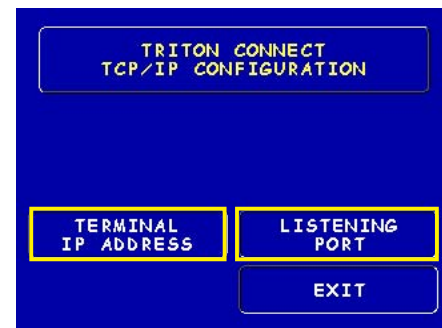 TRITON CONNECT
TCP/IP CONFIGURATION
TERMINAL
IP ADDRESS
LISTENING
PORT
EXIT